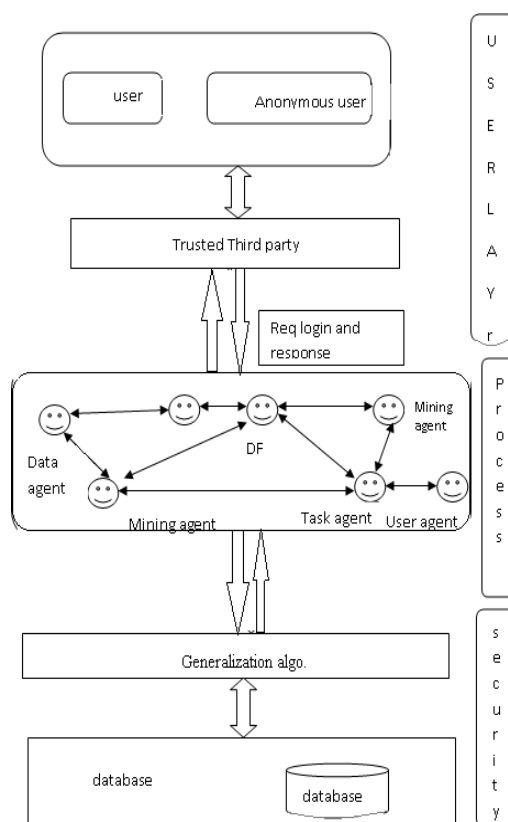 user
Anonymous user
Trusted Third party
Req login and
response
Data
agent
DF
Mining
agent
Mining agent
Task agent
User agent
Generalization algo.
database
database
U
S
E
R
L
A
Y
r
P
r
o
c
e
s
s
s
e
c
u
r
i
t
y